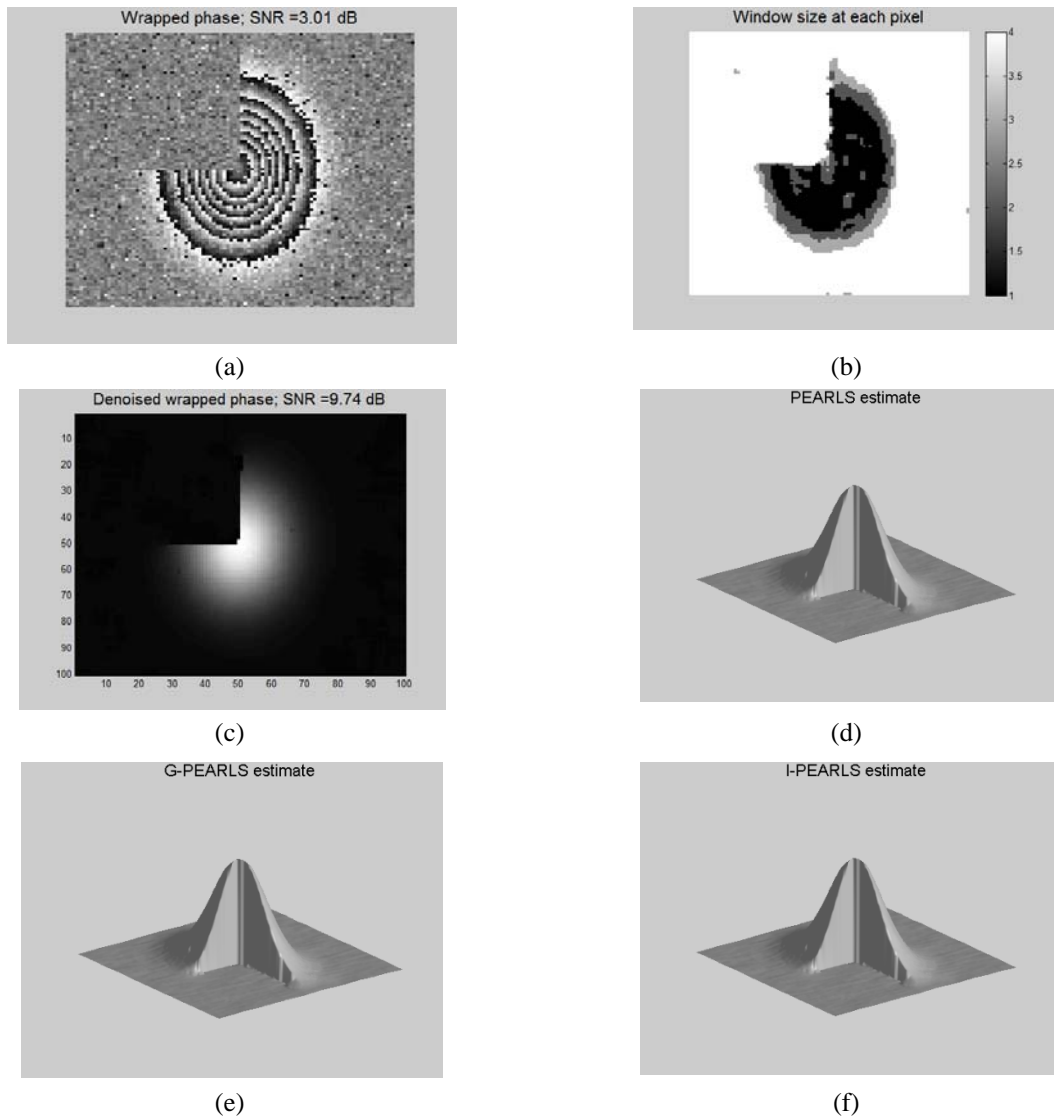 Wrapped phase; SNR =3.01 dB
Window size at each pixel
4
3.5
3
2.5
2
1.5
1
(a)
(b)
Denoised wrapped phase; SNR =9.74 dB
10
20
30
40
50
60
70
80
90
100
10 20 30 40 50 60 70 80 90 100
PEARLS estimate
(c)
(d)
G-PEARLS estimate
I-PEARLS estimate
(e)
(f)